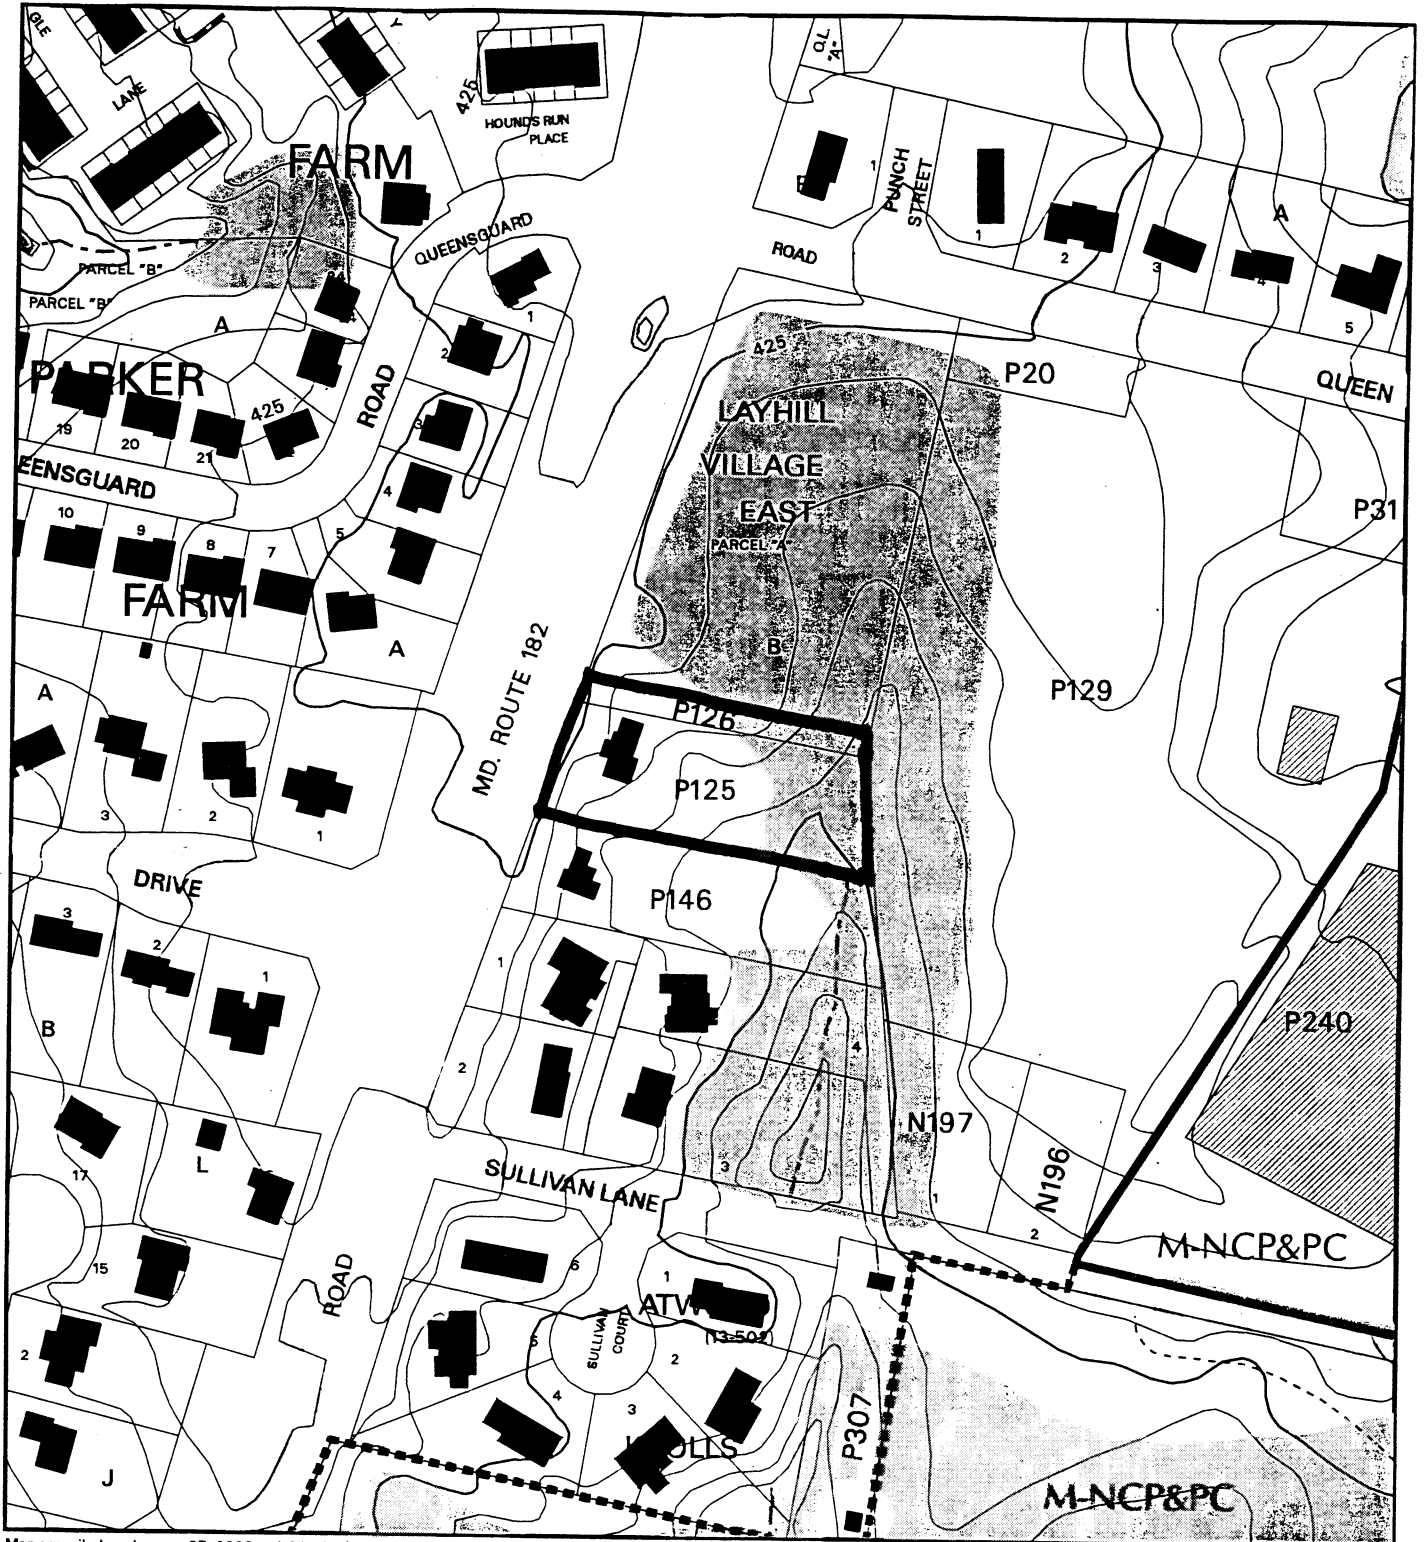 GLE
LANE
Y
425
HOUNDS RUN
PLACE
O.L.
"A"
FARM
1
PUNCH
STREET
1
2
3
A
4
5
QUEENSGUARD
ROAD
PARCEL "B"
PARCEL "B"
A
1
2
425
P20
QUEEN
PARKER
ROAD
425
19
20
21
3
LAYHILL
VILLAGE
EAST
PARCEL "A"
EENSGUARD
4
P31
10
9
8
7
5
FARM
A
MD. ROUTE 182
B
P129
A
P126
P125
3
2
1
DRIVE
P146
3
2
1
1
B
2
4
P240
N197
N196
L
17
3
SULLIVAN LANE
1
2
M-NCP&PC
15
ROAD
6
1
(13-502)
SULLIVAN
COURT
5
2
2
4
3
P307
J
M-NCP&PC